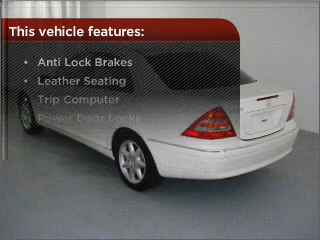 This vehicle features:
• Anti Lock Brakes
• Leather Seating
• Trip Computer
• Power Door Locks